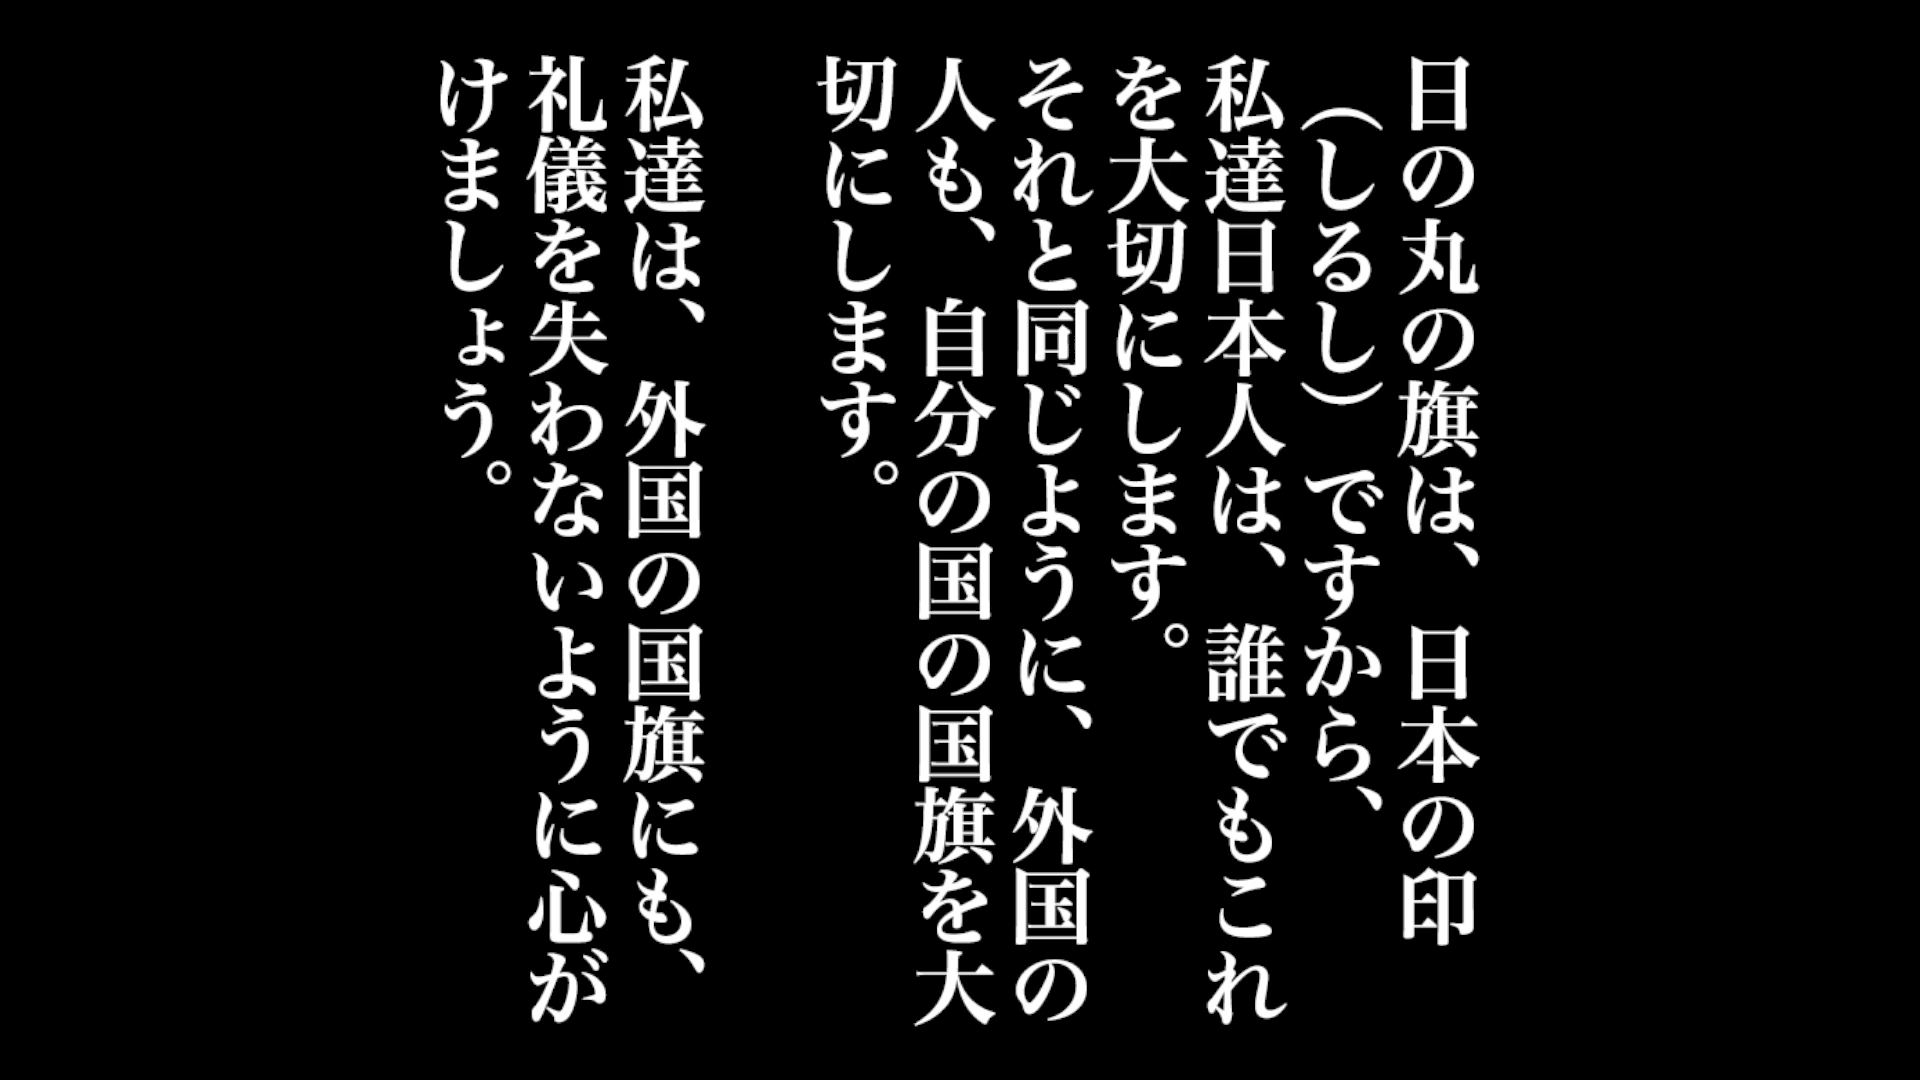 日の丸の旗は、日本の印
（しるし）ですから、
私達日本人は、誰でもこれ
を大切にします。
それと同じように、外国の
人も、自分の国の国旗を大
切にします。
私達は、外国の国旗にも、
礼儀を失わないように心が
けましょう。